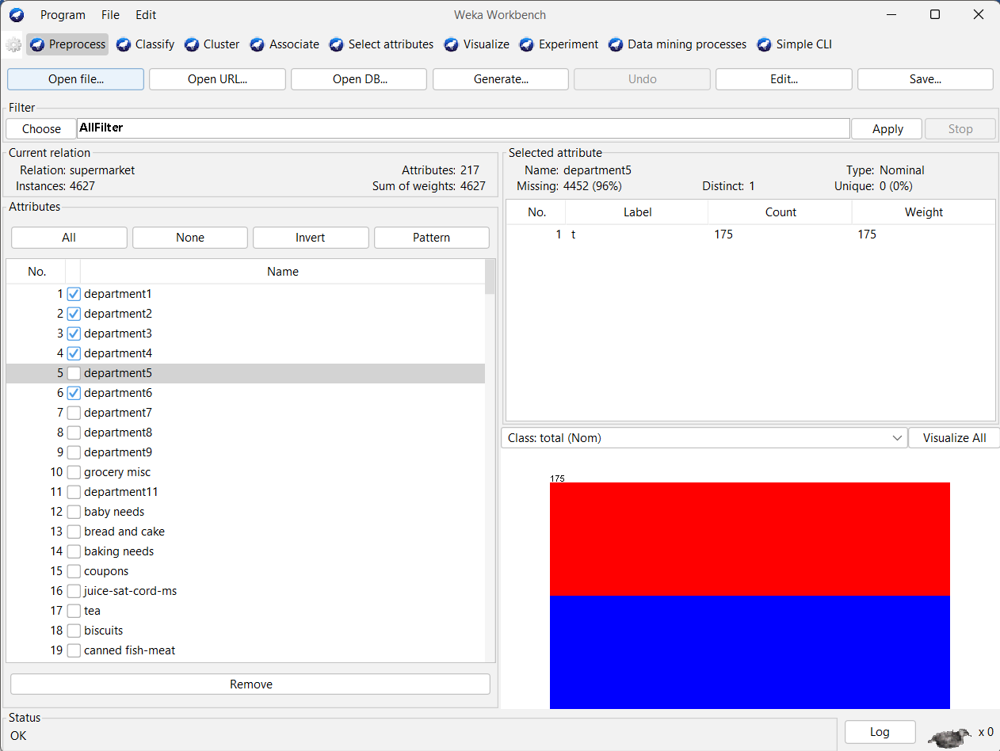 Program File Edit Weka Workbench
Preprocess Classify Cluster Associate Select attributes Visualize Experiment Data mining processes Simple CLI
Open file... Open URL... Open DB... Generate... Undo Edit... Save...
Filter
Choose AllFilter Apply Stop
Current relation
Relation: supermarket Attributes: 217
Instances: 4627 Sum of weights: 4627
Attributes
All None Invert Pattern
No. Name
1 department1
2 department2
3 department3
4 department4
5 department5
6 department6
7 department7
8 department8
9 department9
10 grocery misc
11 department11
12 baby needs
13 bread and cake
14 baking needs
15 coupons
16 juice-sat-cord-ms
17 tea
18 biscuits
19 canned fish-meat
Remove
Selected attribute
Name: department5 Type: Nominal
Missing: 4452 (96%) Distinct: 1 Unique: 0 (0%)
No. Label Count Weight
1 t 175 175
Class: total (Nom) Visualize All
175
Status
OK Log x 0